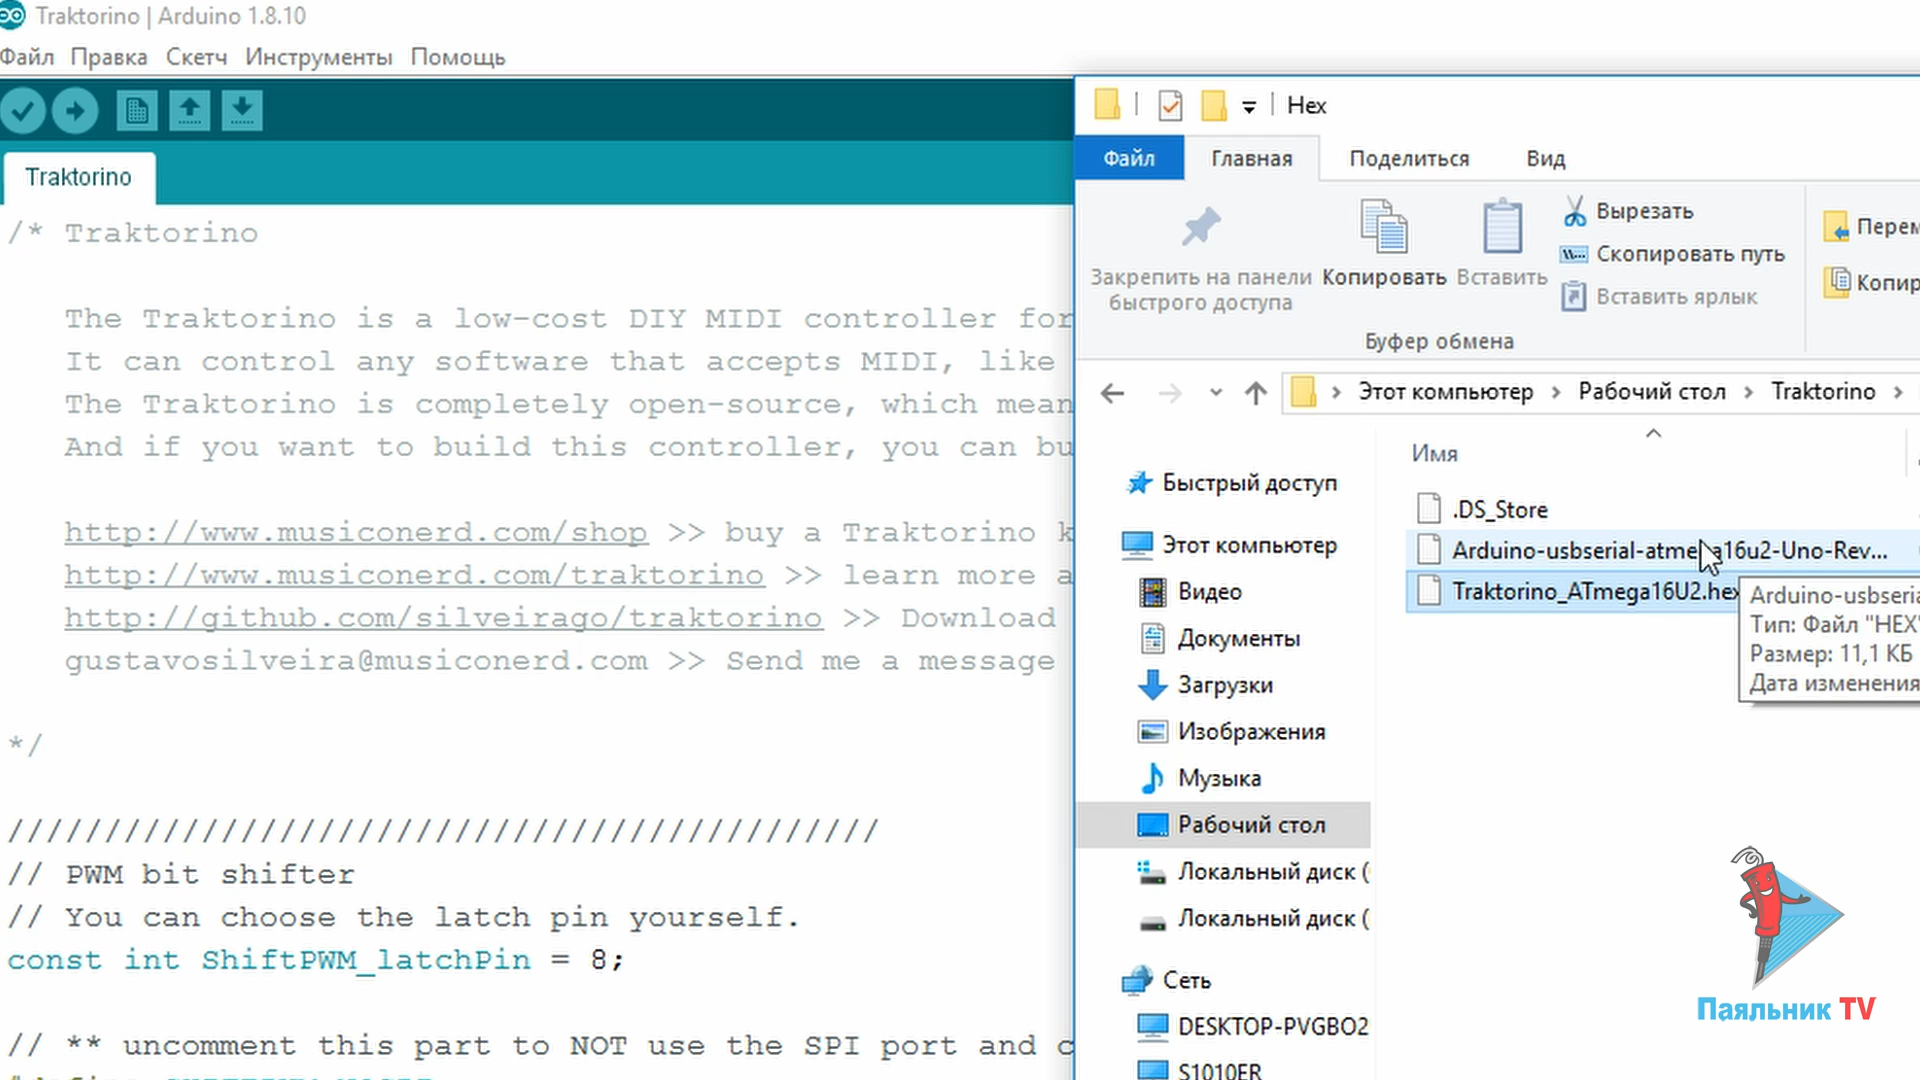 Traktorino | Arduino 1.8.10
Файл Правка Скетч Инструменты Помощь
Traktorino
/* Traktorino
The Traktorino is a low-cost DIY MIDI controller for
It can control any software that accepts MIDI, like
The Traktorino is completely open-source, which mean
And if you want to build this controller, you can bu
http://www.musiconerd.com/shop >> buy a Traktorino k
http://www.musiconerd.com/traktorino >> learn more a
http://github.com/silveirago/traktorino >> Download
gustavosilveira@musiconerd.com >> Send me a message
*/
/////////////////////////////////////////////
// PWM bit shifter
// You can choose the latch pin yourself.
const int ShiftPWM_latchPin = 8;
// ** uncomment this part to NOT use the SPI port and c
Hex
Файл Главная Поделиться Вид
Закрепить на панели быстрого доступа
Копировать
Вставить
Вырезать
Скопировать путь
Вставить ярлык
Перем
Копир
Буфер обмена
Этот компьютер Рабочий стол Traktorino
Быстрый доступ
Этот компьютер
Видео
Документы
Загрузки
Изображения
Музыка
Рабочий стол
Локальный диск (
Локальный диск (
Сеть
DESKTOP-PVGBO2
S1010ER
Имя
.DS_Store
Arduino-usbserial-atmega16u2-Uno-Rev...
Traktorino_ATmega16U2.hex
Arduino-usbseria
Тип: Файл "HEX"
Размер: 11,1 КБ
Дата изменения
Паяльник TV